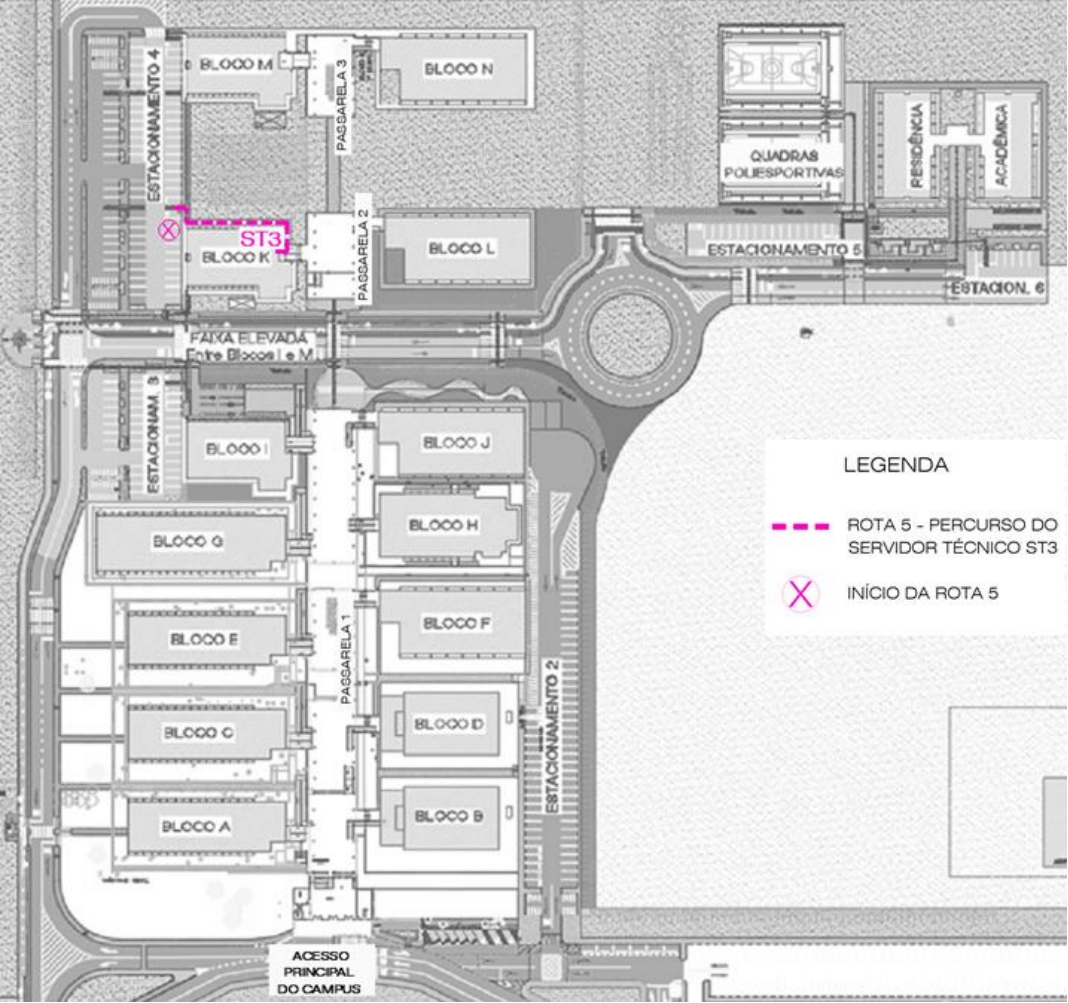 ESTACIONAMENTO 4
BLOCO M
PASSARELA 3
BLOCO N
QUADRAS
POLIESPORTIVAS
RESIDÊNCIA
ACADÊMICA
ST3
BLOCO K
PASSARELA 2
BLOCO L
ESTACIONAMENTO 5
ESTACION. 6
FAIXA ELEVADA
Entre Blocos I e M
ESTACIONAM. 3
BLOCO I
BLOCO J
BLOCO G
BLOCO H
BLOCO E
BLOCO F
PASSARELA 1
BLOCO C
BLOCO D
ESTACIONAMENTO 2
BLOCO A
BLOCO B
ACESSO
PRINCIPAL
DO CAMPUS
LEGENDA
ROTA 5 - PERCURSO DO
SERVIDOR TÉCNICO ST3
X INÍCIO DA ROTA 5